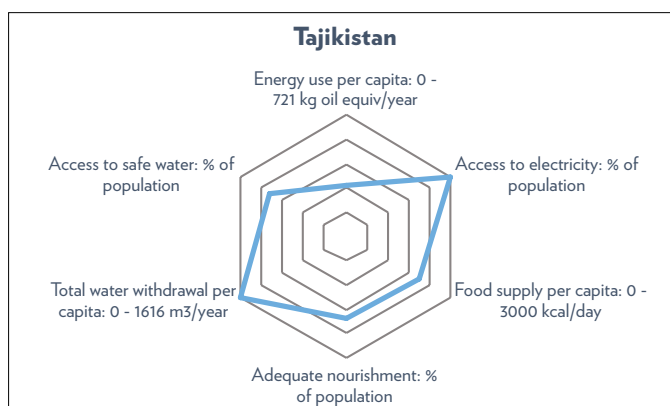 Tajikistan
Energy use per capita: 0 -
721 kg oil equiv/year
Access to safe water: % of
population
Access to electricity: % of
population
Total water withdrawal per
capita: 0 - 1616 m3/year
Food supply per capita: 0 -
3000 kcal/day
Adequate nourishment: %
of population